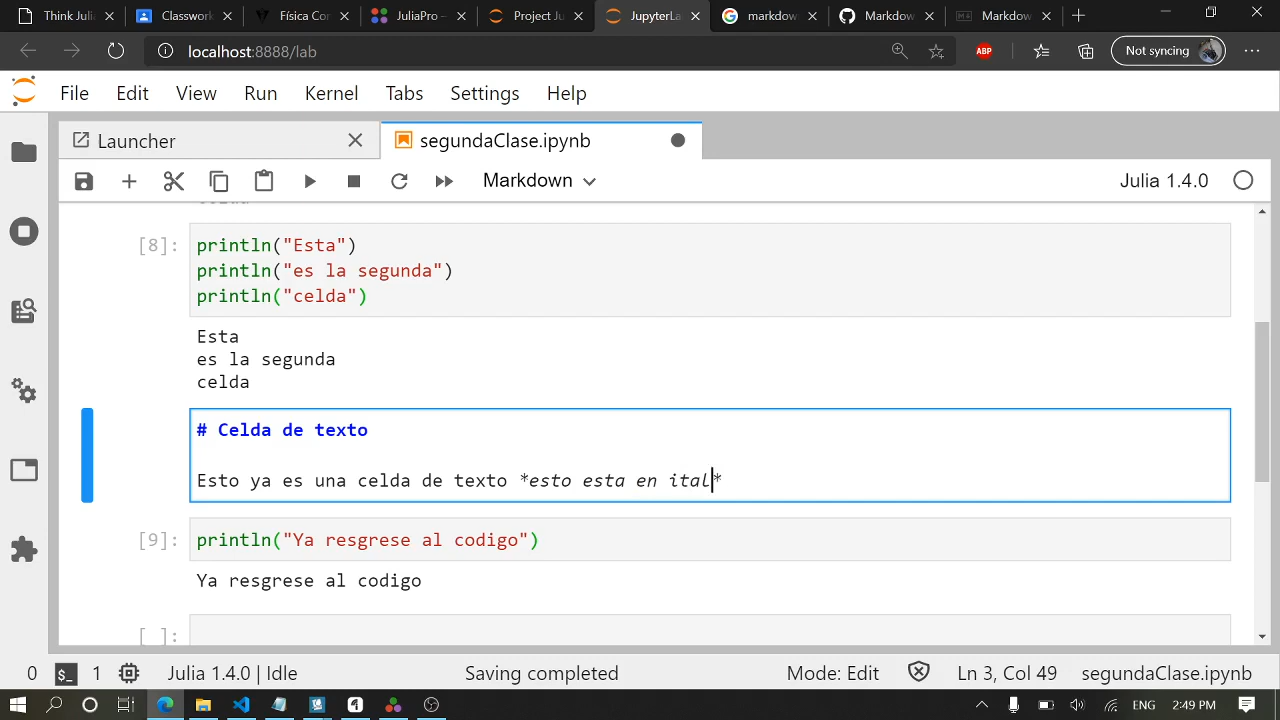 Think Julia
Classwork
Física Con
JuliaPro –
Project Ju
JupyterLa
markdow
Markdow
Markdow
localhost:8888/lab
ABP
Not syncing
File Edit View Run Kernel Tabs Settings Help
Launcher
segundaClase.ipynb
Markdown
Julia 1.4.0
[8]: println("Esta")
println("es la segunda")
println("celda")
Esta
es la segunda
celda
# Celda de texto
Esto ya es una celda de texto *esto esta en ital*
[9]: println("Ya resgrese al codigo")
Ya resgrese al codigo
[ ]:
0 $_ 1 Julia 1.4.0 | Idle Saving completed Mode: Edit Ln 3, Col 49 segundaClase.ipynb
ENG 2:49 PM